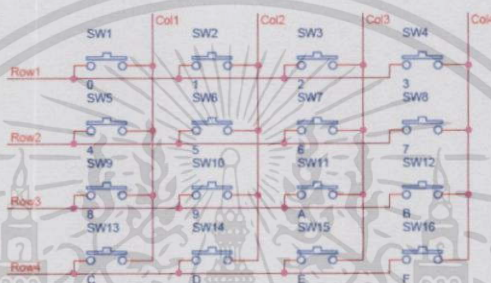 Col1 Col2 Col3 Col4
SW1 SW2 SW3 SW4
Row1
0 1 2 3
SW5 SW6 SW7 SW8
Row2
4 5 6 7
SW9 SW10 SW11 SW12
Row3
8 9 A B
SW13 SW14 SW15 SW16
Row4
C D E F